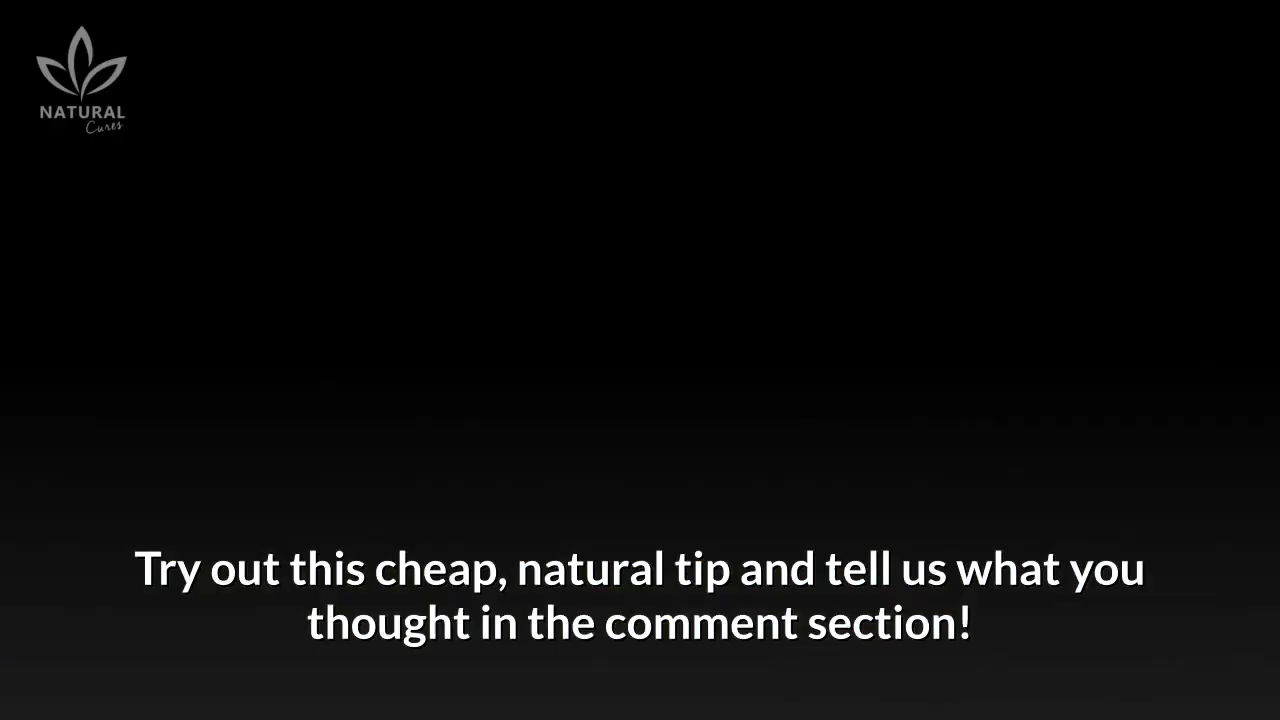 NATURAL
Cures
Try out this cheap, natural tip and tell us what you
thought in the comment section!